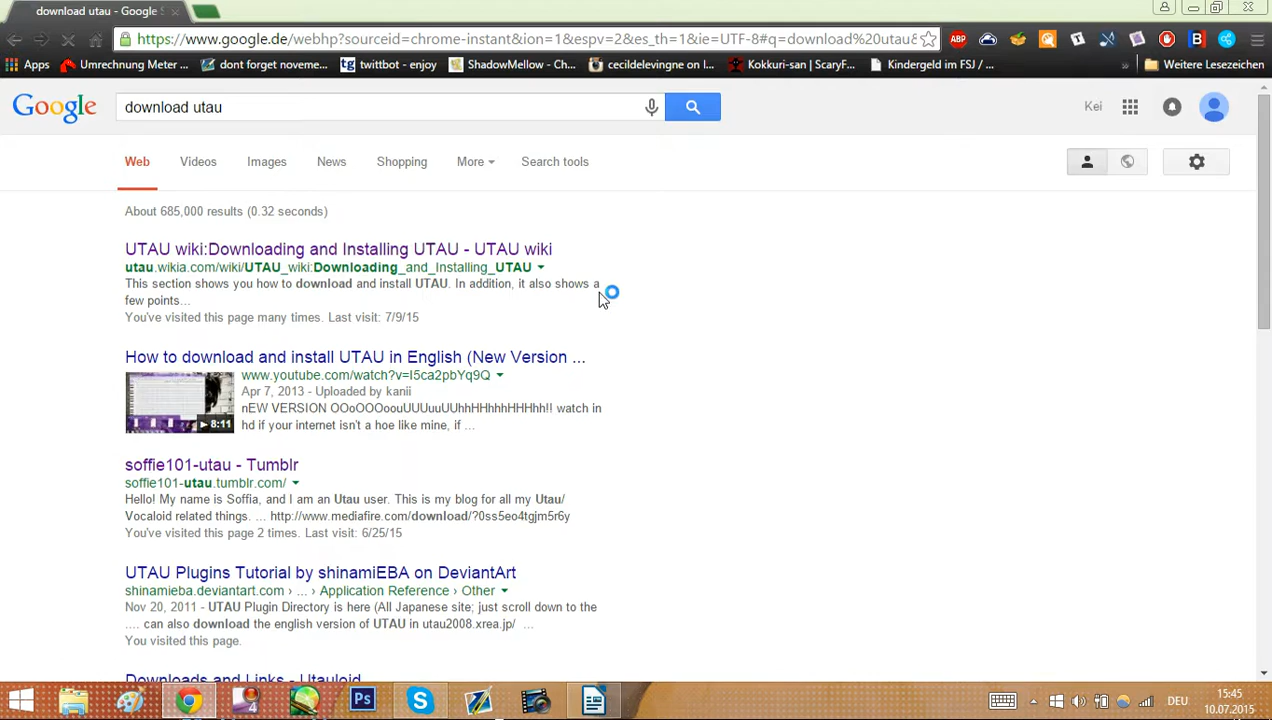 download utau - Google S
https://www.google.de/webhp?sourceid=chrome-instant&ion=1&espv=2&es_th=1&ie=UTF-8#q=download%20utau&
ABP
Apps
Umrechnung Meter ...
dont forget noveme...
tg twittbot - enjoy
ShadowMellow - Ch...
cecildelevingne on I...
Kokkuri-san | ScaryF...
Kindergeld im FSJ / ...
»
Weitere Lesezeichen
Google
download utau
Kei
Web Videos Images News Shopping More Search tools
About 685,000 results (0.32 seconds)
UTAU wiki:Downloading and Installing UTAU - UTAU wiki
utau.wikia.com/wiki/UTAU_wiki:Downloading_and_Installing_UTAU
This section shows you how to download and install UTAU. In addition, it also shows a
few points...
You've visited this page many times. Last visit: 7/9/15
How to download and install UTAU in English (New Version ...
www.youtube.com/watch?v=I5ca2pbYq9Q
Apr 7, 2013 - Uploaded by kanii
nEW VERSION OOoOOOoouUUUuuUUhhHHhhhHHHhh!! watch in
hd if your internet isn't a hoe like mine, if ...
8:11
soffie101-utau - Tumblr
soffie101-utau.tumblr.com/
Hello! My name is Soffia, and I am an Utau user. This is my blog for all my Utau/
Vocaloid related things. ... http://www.mediafire.com/download/?0ss5eo4tgjm5r6y
You've visited this page 2 times. Last visit: 6/25/15
UTAU Plugins Tutorial by shinamiEBA on DeviantArt
shinamieba.deviantart.com › ... › Application Reference › Other
Nov 20, 2011 - UTAU Plugin Directory is here (All Japanese site; just scroll down to the
.... can also download the english version of UTAU in utau2008.xrea.jp/ ...
You visited this page.
Downloads and Links - Utauloid
4
Ps
DEU
15:45
10.07.2015